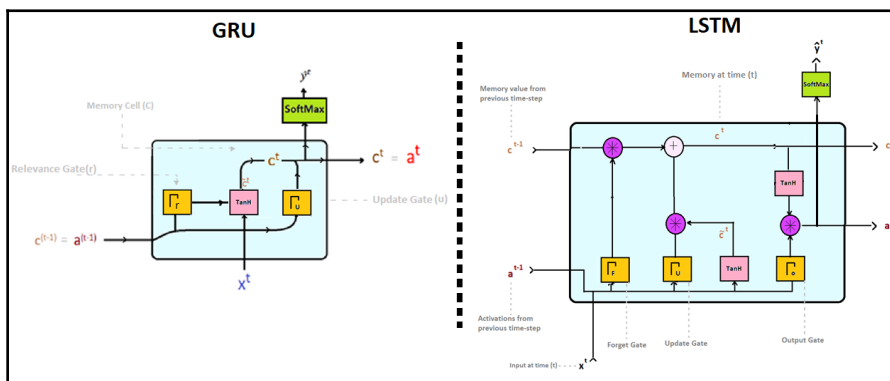 GRU
LSTM
y^t
SoftMax
Memory Cell (C)
Relevance Gate(r)
c^t
c̃^t
c^t = a^t
Γr
TanH
Γu
Update Gate (u)
c^(t-1) = a^(t-1)
x^t
ŷ^t
SoftMax
Memory value from
previous time-step
Memory at time (t)
c^t-1
*
+
c^t
c
TanH
*
c̃^t
*
a
a^t-1
ΓF
Γu
TanH
Γo
Activations from
previous time-step
Forget Gate
Update Gate
Output Gate
Input at time (t)
x^t